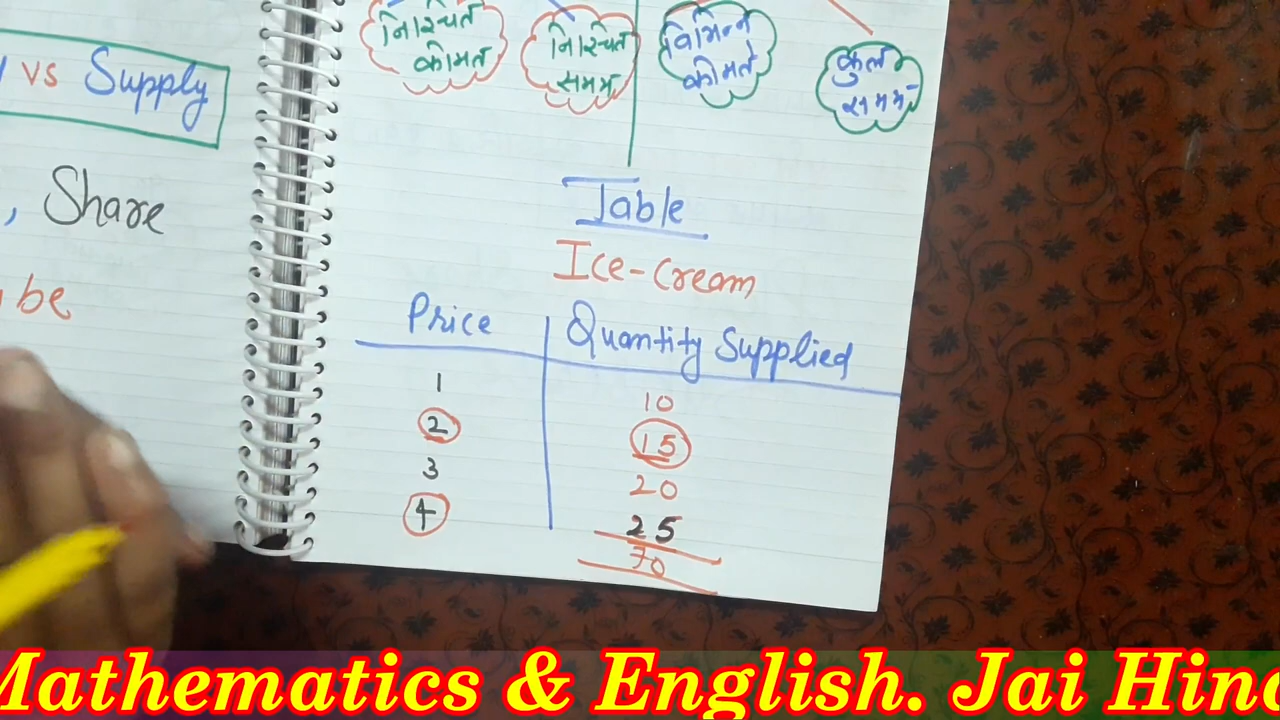 vs Supply
, Share
be
निश्चित
कीमत
निश्चित
समय
विभिन्न
कीमतें
कुल
समय
Table
Ice-Cream
Price Quantity Supplied
1 10
2 15
3 20
4 25
70
Mathematics & English. Jai Hind